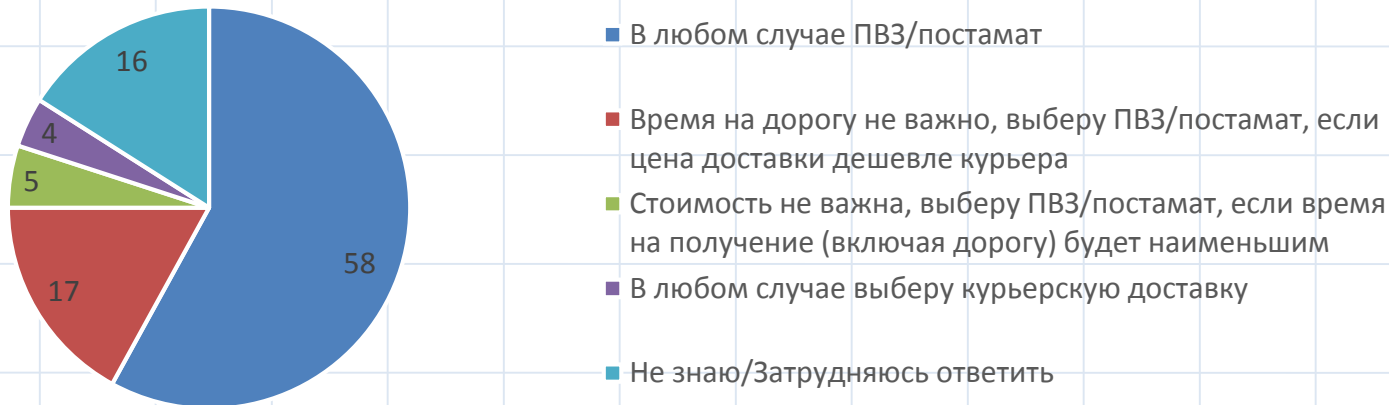 16
4
5
17
58
В любом случае ПВЗ/постамат
Время на дорогу не важно, выберу ПВЗ/постамат, если
цена доставки дешевле курьера
Стоимость не важна, выберу ПВЗ/постамат, если время
на получение (включая дорогу) будет наименьшим
В любом случае выберу курьерскую доставку
Не знаю/Затрудняюсь ответить